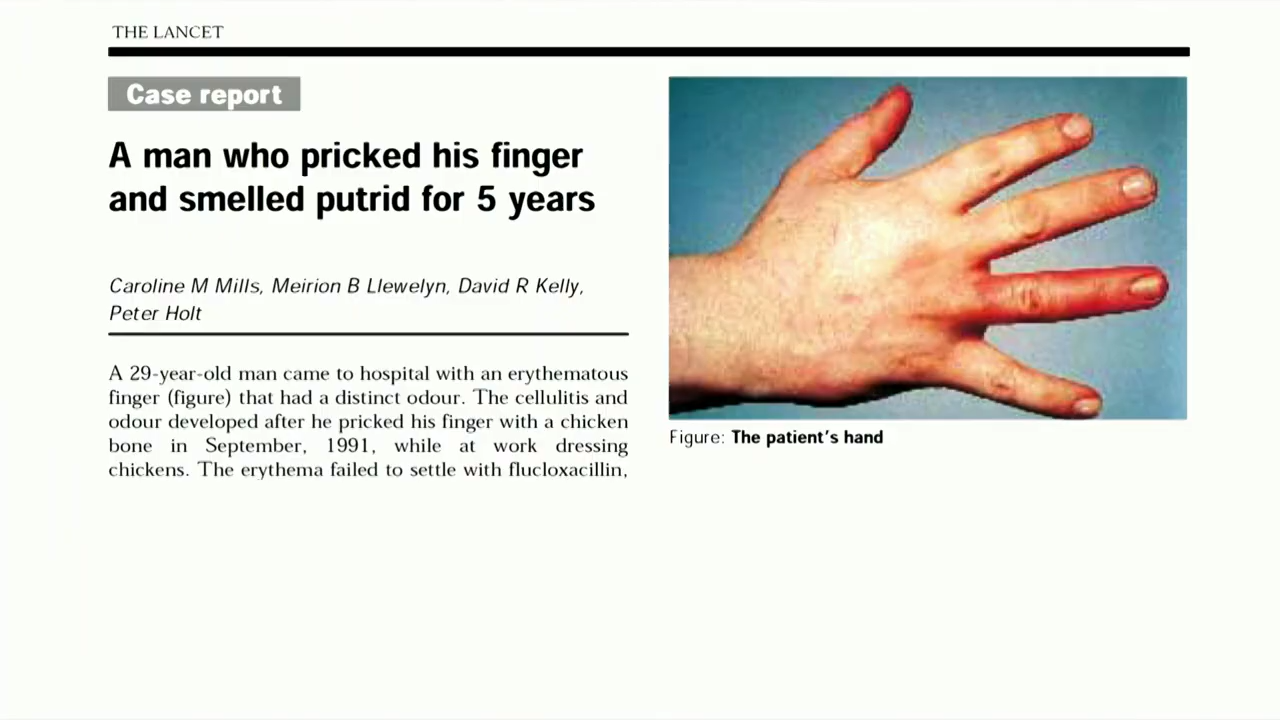 THE LANCET
Case report
A man who pricked his finger
and smelled putrid for 5 years
Caroline M Mills, Meirion B Llewelyn, David R Kelly,
Peter Holt
A 29-year-old man came to hospital with an erythematous
finger (figure) that had a distinct odour. The cellulitis and
odour developed after he pricked his finger with a chicken
bone in September, 1991, while at work dressing
chickens. The erythema failed to settle with flucloxacillin,
Figure: The patient's hand